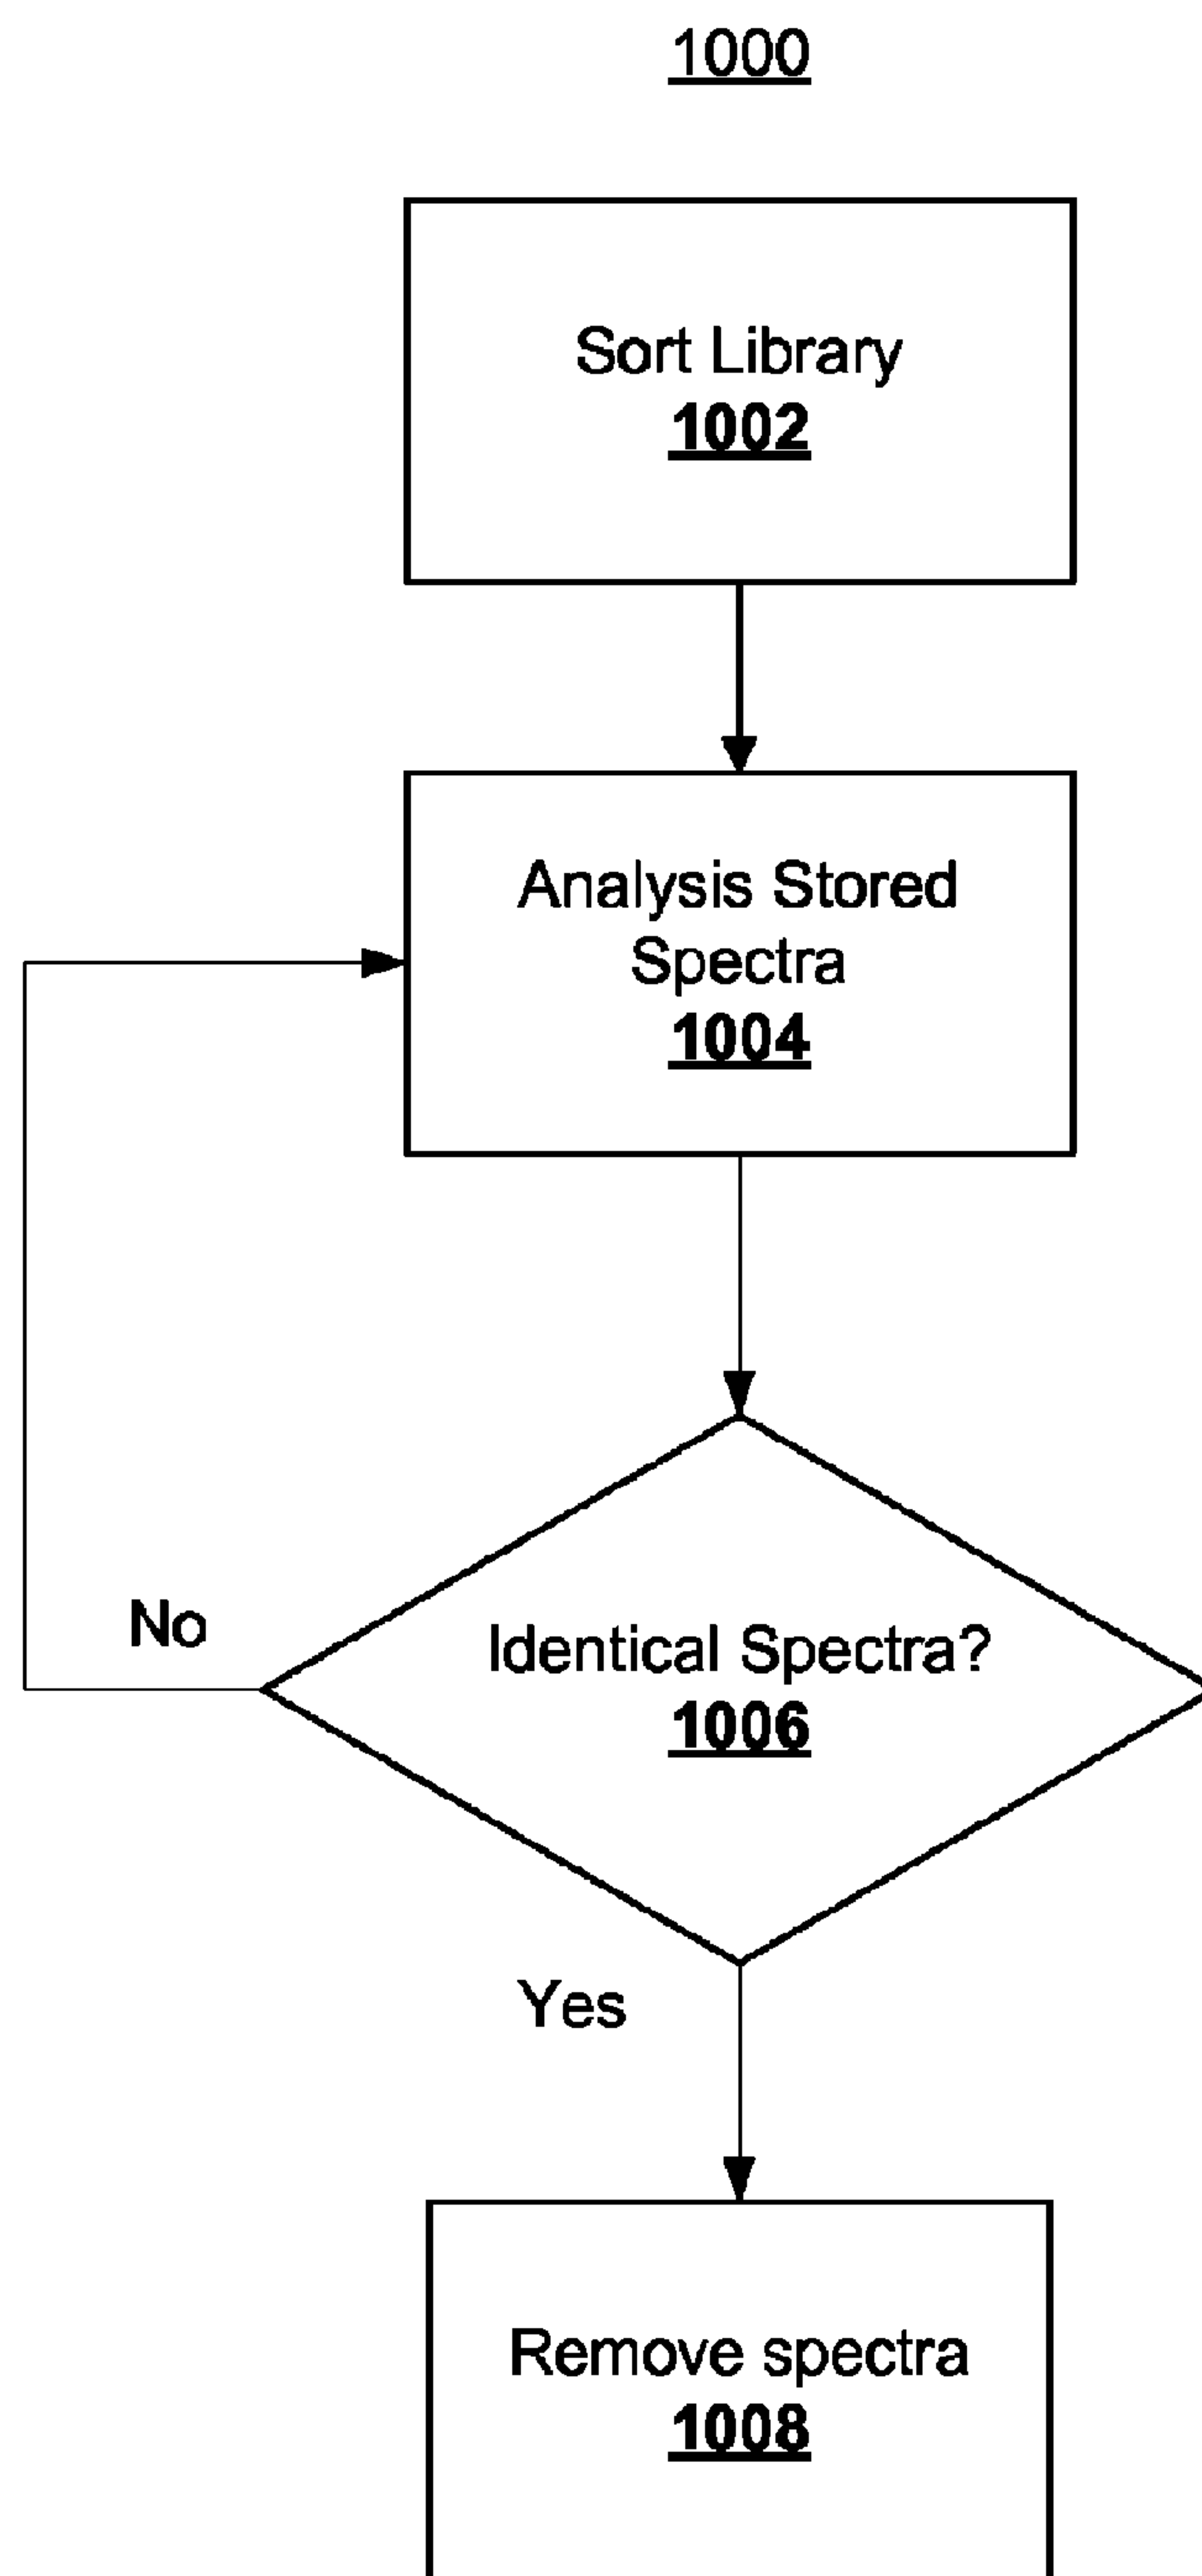 1000
Sort Library
1002
Analysis Stored
Spectra
1004
No
Identical Spectra?
1006
Yes
Remove spectra
1008